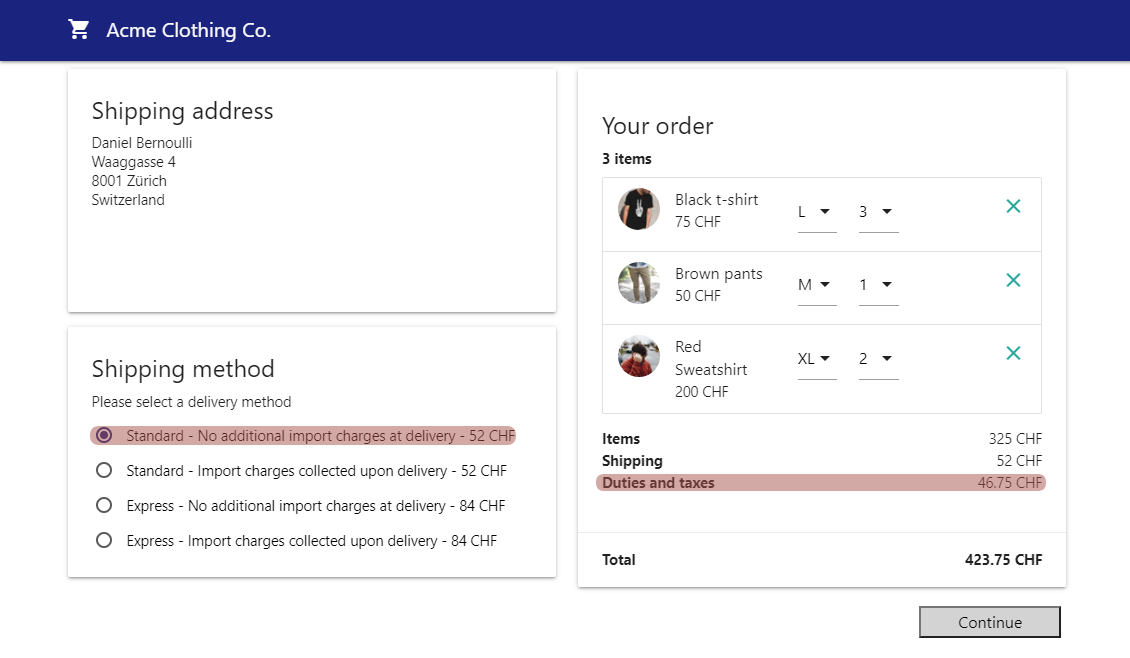 Acme Clothing Co.
Shipping address
Daniel Bernoulli
Waaggasse 4
8001 Zürich
Switzerland
Shipping method
Please select a delivery method
Standard - No additional import charges at delivery - 52 CHF
Standard - Import charges collected upon delivery - 52 CHF
Express - No additional import charges at delivery - 84 CHF
Express - Import charges collected upon delivery - 84 CHF
Your order
3 items
Black t-shirt
75 CHF
L 3
Brown pants
50 CHF
M 1
Red
Sweatshirt
200 CHF
XL 2
Items 325 CHF
Shipping 52 CHF
Duties and taxes 46.75 CHF
Total 423.75 CHF
Continue